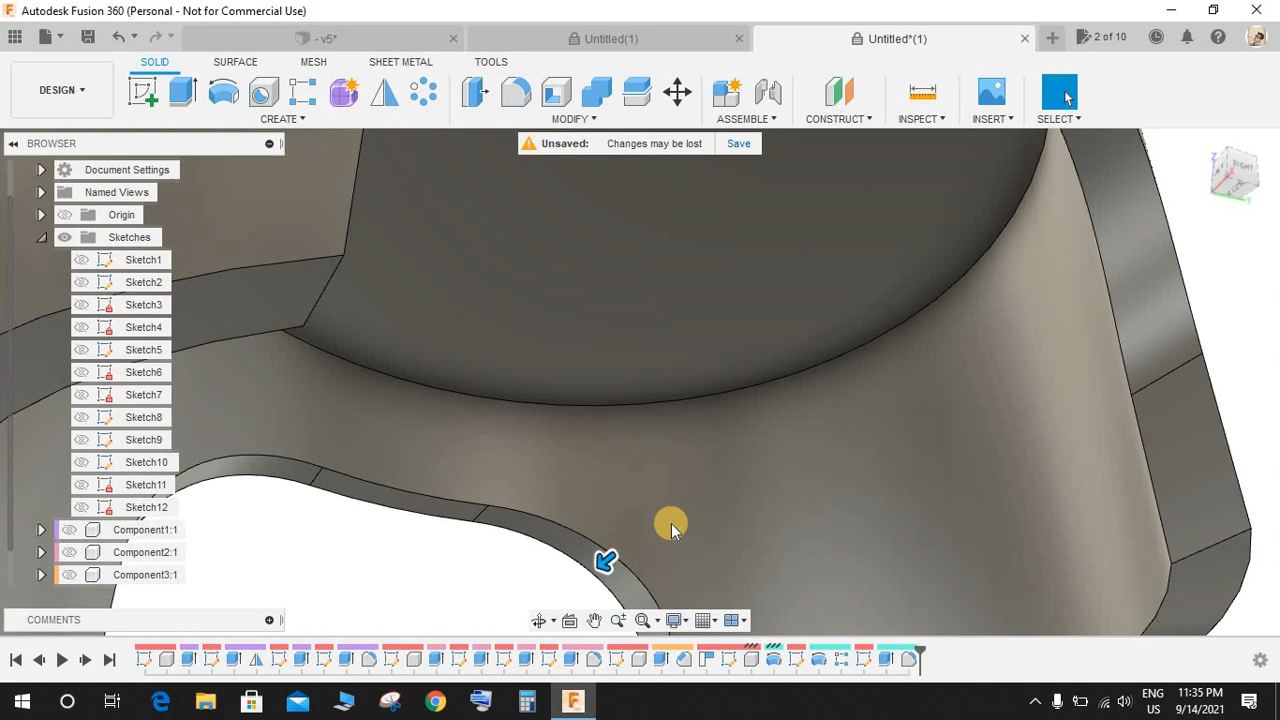 Autodesk Fusion 360 (Personal - Not for Commercial Use)
- v5*
Untitled(1)
Untitled*(1)
2 of 10
SOLID
SURFACE
MESH
SHEET METAL
TOOLS
DESIGN
CREATE
MODIFY
ASSEMBLE
CONSTRUCT
INSPECT
INSERT
SELECT
BROWSER
Unsaved: Changes may be lost Save
Document Settings
Named Views
Origin
Sketches
Sketch1
Sketch2
Sketch3
Sketch4
Sketch5
Sketch6
Sketch7
Sketch8
Sketch9
Sketch10
Sketch11
Sketch12
Component1:1
Component2:1
Component3:1
RIGHT
COMMENTS
ENG
US
11:35 PM
9/14/2021